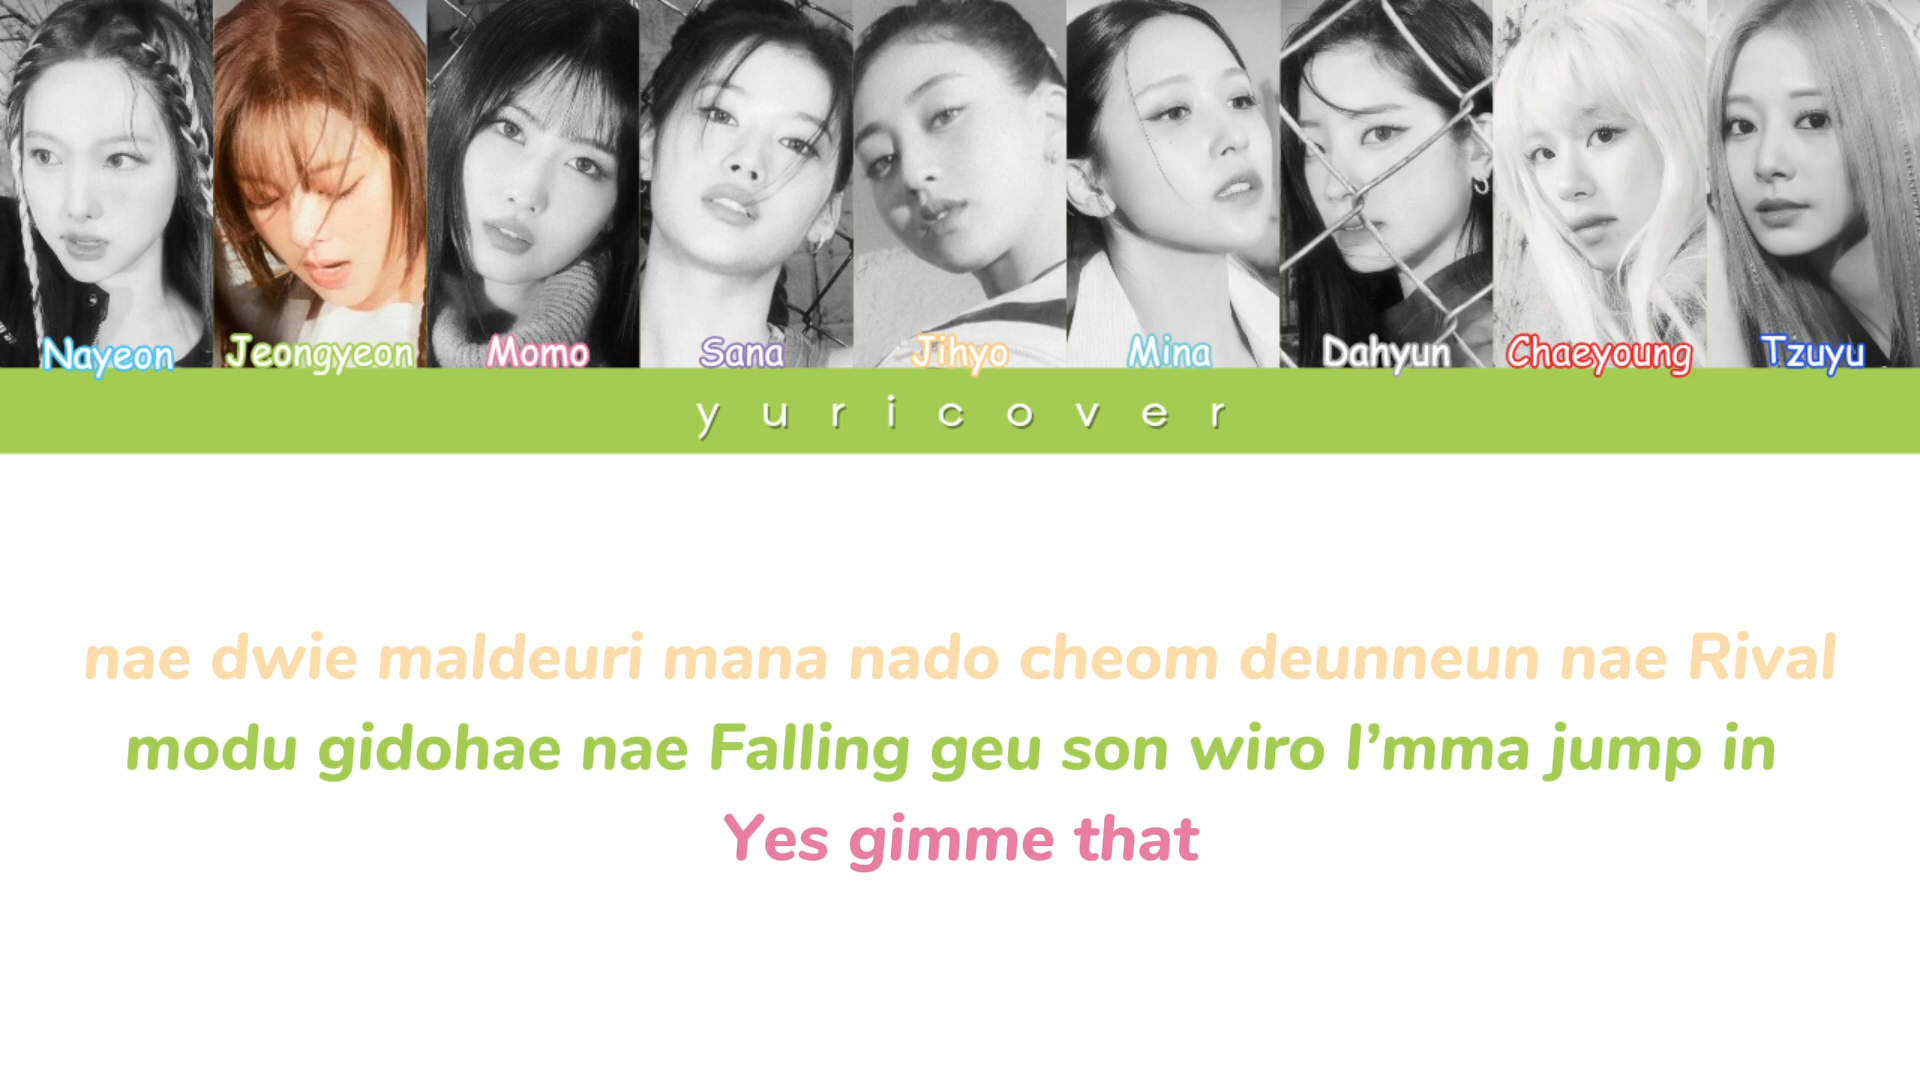 Nayeon Jeongyeon Momo Sana Jihyo Mina Dahyun Chaeyoung Tzuyu
yuricover
nae dwie maldeuri mana nado cheom deunneun nae Rival
modu gidohae nae Falling geu son wiro I’mma jump in
Yes gimme that